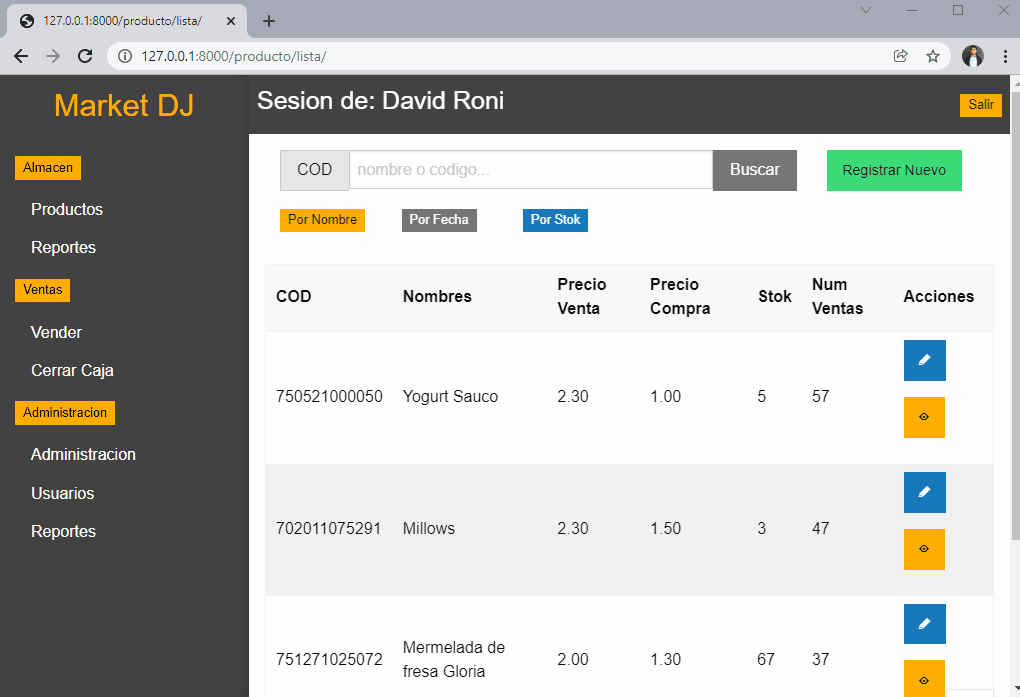 127.0.0.1:8000/producto/lista/
127.0.0.1:8000/producto/lista/
Market DJ
Sesion de: David Roni
Salir
Almacen
Productos
Reportes
Ventas
Vender
Cerrar Caja
Administracion
Administracion
Usuarios
Reportes
COD nombre o codigo... Buscar Registrar Nuevo
Por Nombre Por Fecha Por Stok
COD Nombres Precio Venta Precio Compra Stok Num Ventas Acciones
750521000050 Yogurt Sauco 2.30 1.00 5 57
702011075291 Millows 2.30 1.50 3 47
751271025072 Mermelada de fresa Gloria 2.00 1.30 67 37